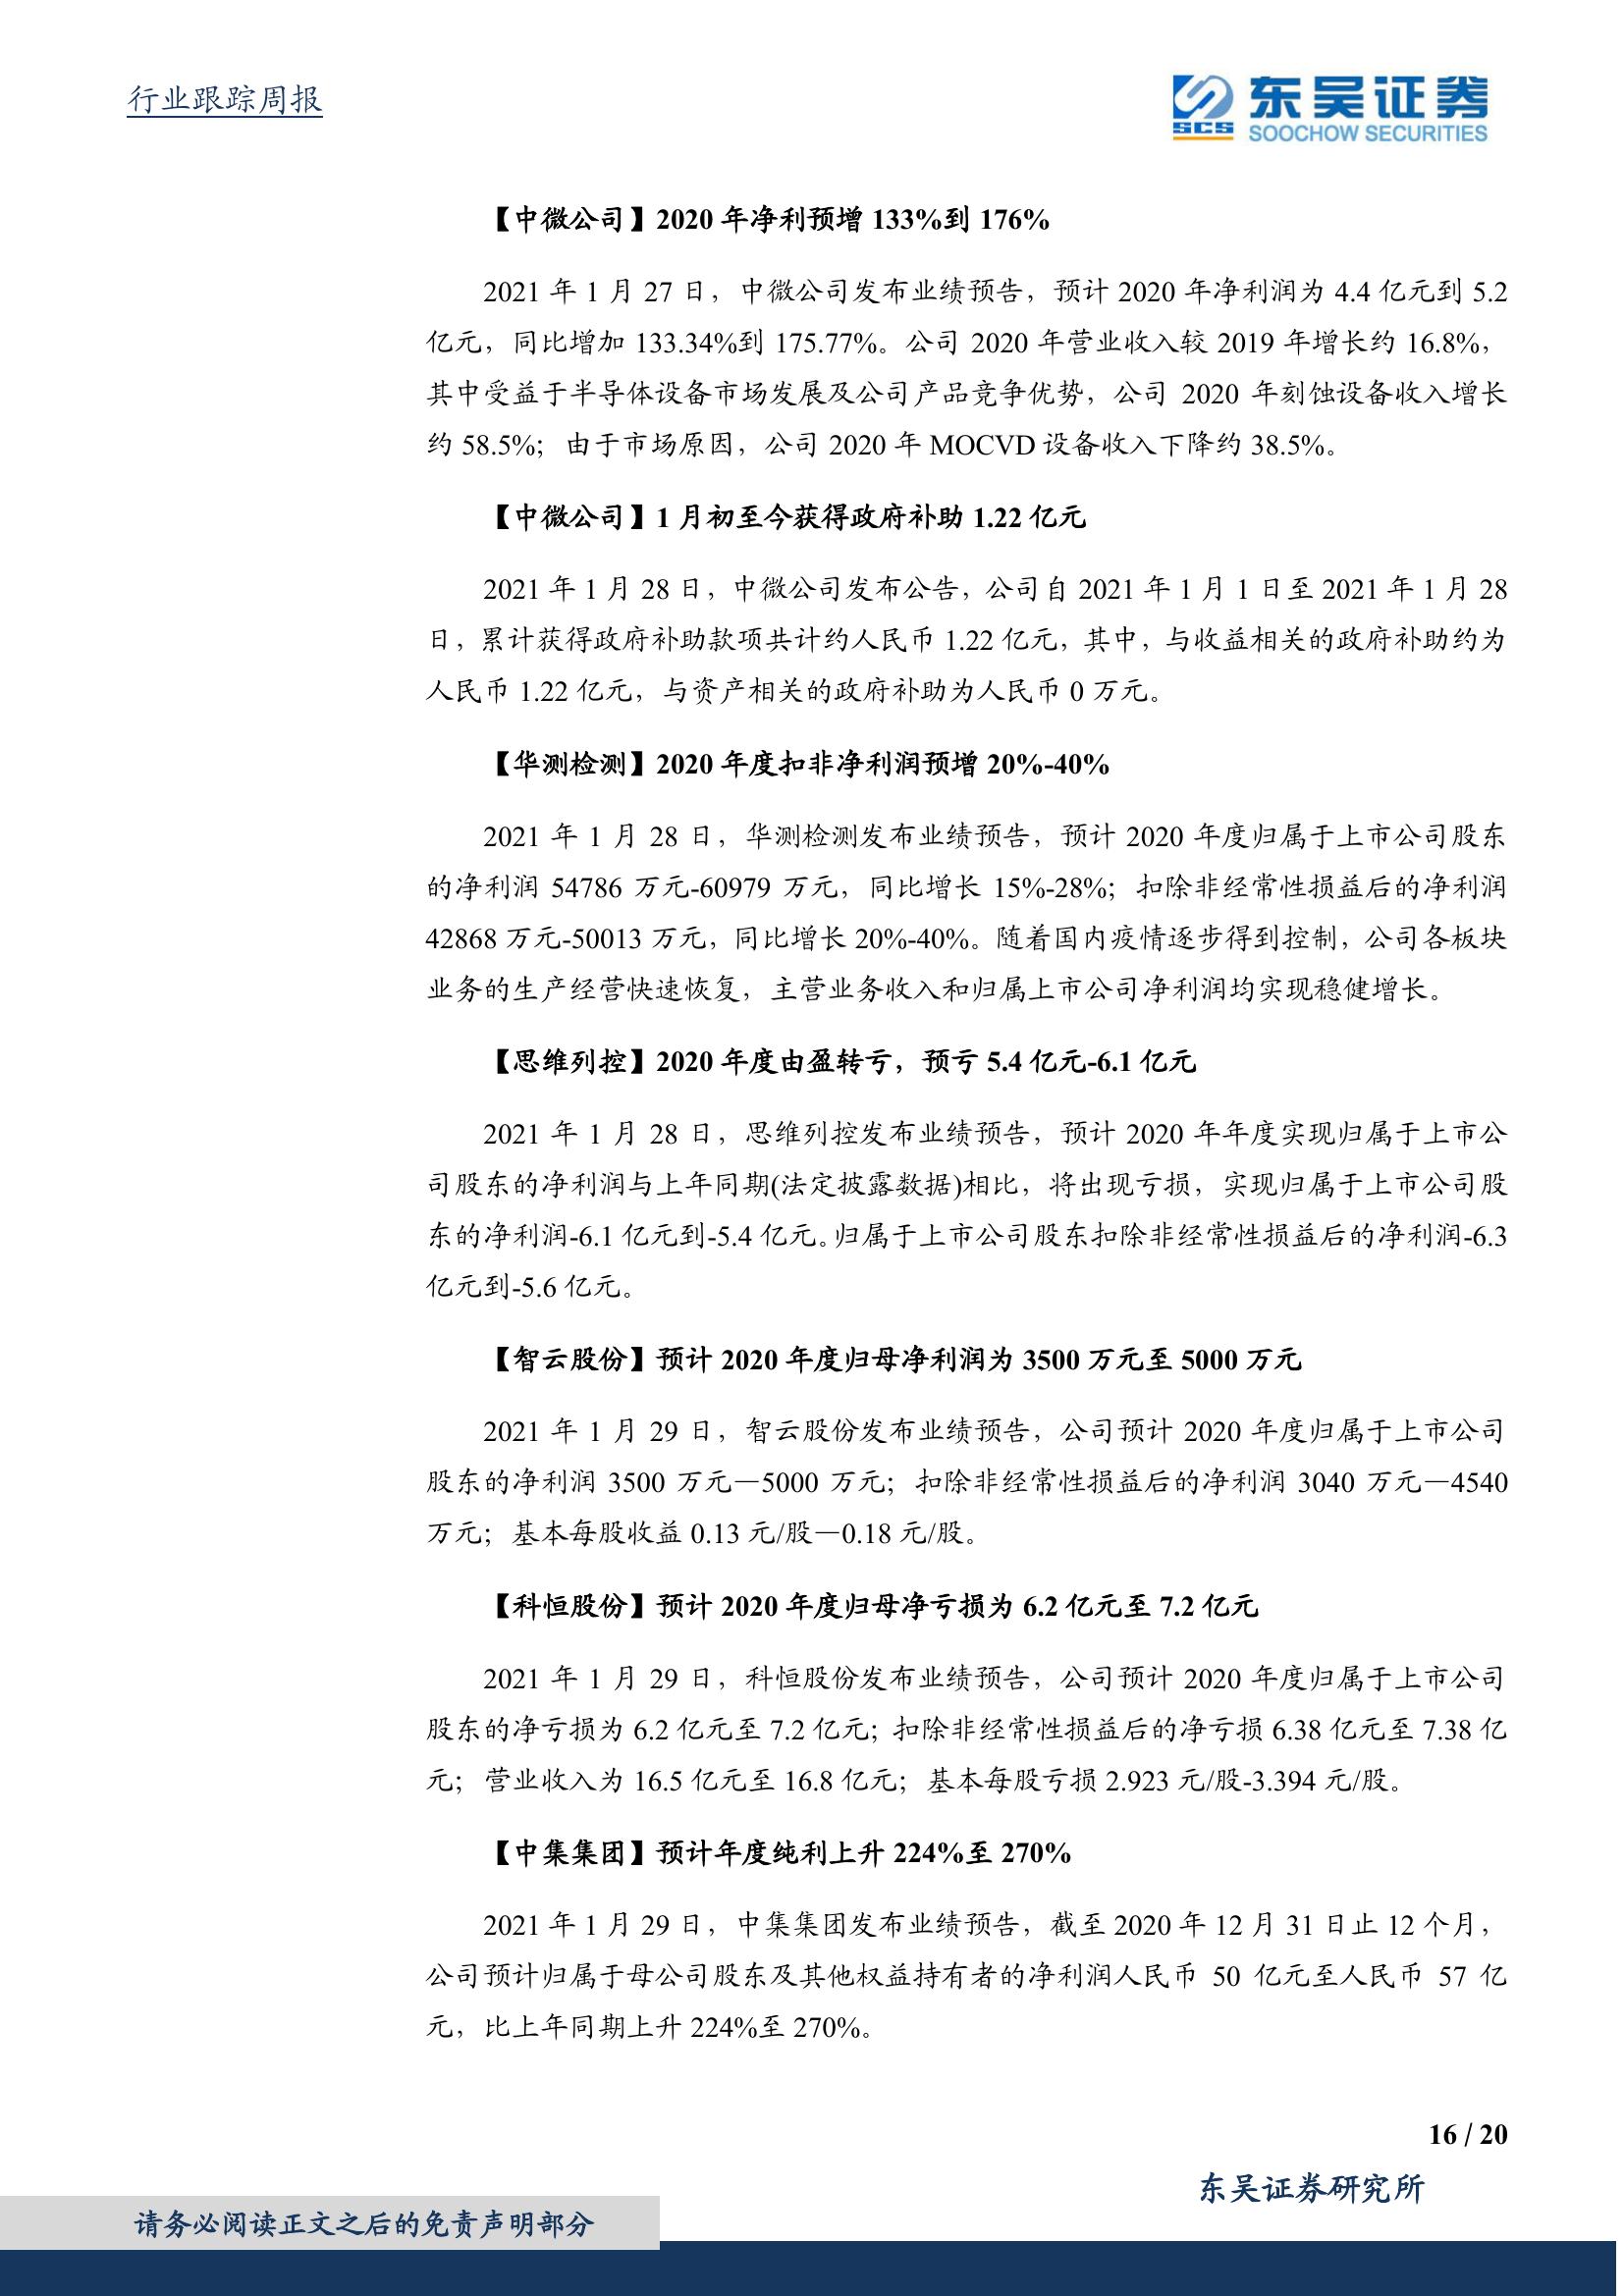 行业跟踪周报
SCS
东吴证券
SOOCHOW SECURITIES
【中微公司】2020 年净利预增 133%到 176%
2021 年 1 月 27 日，中微公司发布业绩预告，预计 2020 年净利润为 4.4 亿元到 5.2
亿元，同比增加 133.34%到 175.77%。公司 2020 年营业收入较 2019 年增长约 16.8%，
其中受益于半导体设备市场发展及公司产品竞争优势，公司 2020 年刻蚀设备收入增长
约 58.5%；由于市场原因，公司 2020 年 MOCVD 设备收入下降约 38.5%。
【中微公司】1 月初至今获得政府补助 1.22 亿元
2021 年 1 月 28 日，中微公司发布公告，公司自 2021 年 1 月 1 日至 2021 年 1 月 28
日，累计获得政府补助款项共计约人民币 1.22 亿元，其中，与收益相关的政府补助约为
人民币 1.22 亿元，与资产相关的政府补助为人民币 0 万元。
【华测检测】2020 年度扣非净利润预增 20%-40%
2021 年 1 月 28 日，华测检测发布业绩预告，预计 2020 年度归属于上市公司股东
的净利润 54786 万元-60979 万元，同比增长 15%-28%；扣除非经常性损益后的净利润
42868 万元-50013 万元，同比增长 20%-40%。随着国内疫情逐步得到控制，公司各板块
业务的生产经营快速恢复，主营业务收入和归属上市公司净利润均实现稳健增长。
【思维列控】2020 年度由盈转亏，预亏 5.4 亿元-6.1 亿元
2021 年 1 月 28 日，思维列控发布业绩预告，预计 2020 年年度实现归属于上市公
司股东的净利润与上年同期(法定披露数据)相比，将出现亏损，实现归属于上市公司股
东的净利润-6.1 亿元到-5.4 亿元。归属于上市公司股东扣除非经常性损益后的净利润-6.3
亿元到-5.6 亿元。
【智云股份】预计 2020 年度归母净利润为 3500 万元至 5000 万元
2021 年 1 月 29 日，智云股份发布业绩预告，公司预计 2020 年度归属于上市公司
股东的净利润 3500 万元—5000 万元；扣除非经常性损益后的净利润 3040 万元—4540
万元；基本每股收益 0.13 元/股—0.18 元/股。
【科恒股份】预计 2020 年度归母净亏损为 6.2 亿元至 7.2 亿元
2021 年 1 月 29 日，科恒股份发布业绩预告，公司预计 2020 年度归属于上市公司
股东的净亏损为 6.2 亿元至 7.2 亿元；扣除非经常性损益后的净亏损 6.38 亿元至 7.38 亿
元；营业收入为 16.5 亿元至 16.8 亿元；基本每股亏损 2.923 元/股-3.394 元/股。
【中集集团】预计年度纯利上升 224%至 270%
2021 年 1 月 29 日，中集集团发布业绩预告，截至 2020 年 12 月 31 日止 12 个月，
公司预计归属于母公司股东及其他权益持有者的净利润人民币 50 亿元至人民币 57 亿
元，比上年同期上升 224%至 270%。
16 / 20
东吴证券研究所
请务必阅读正文之后的免责声明部分